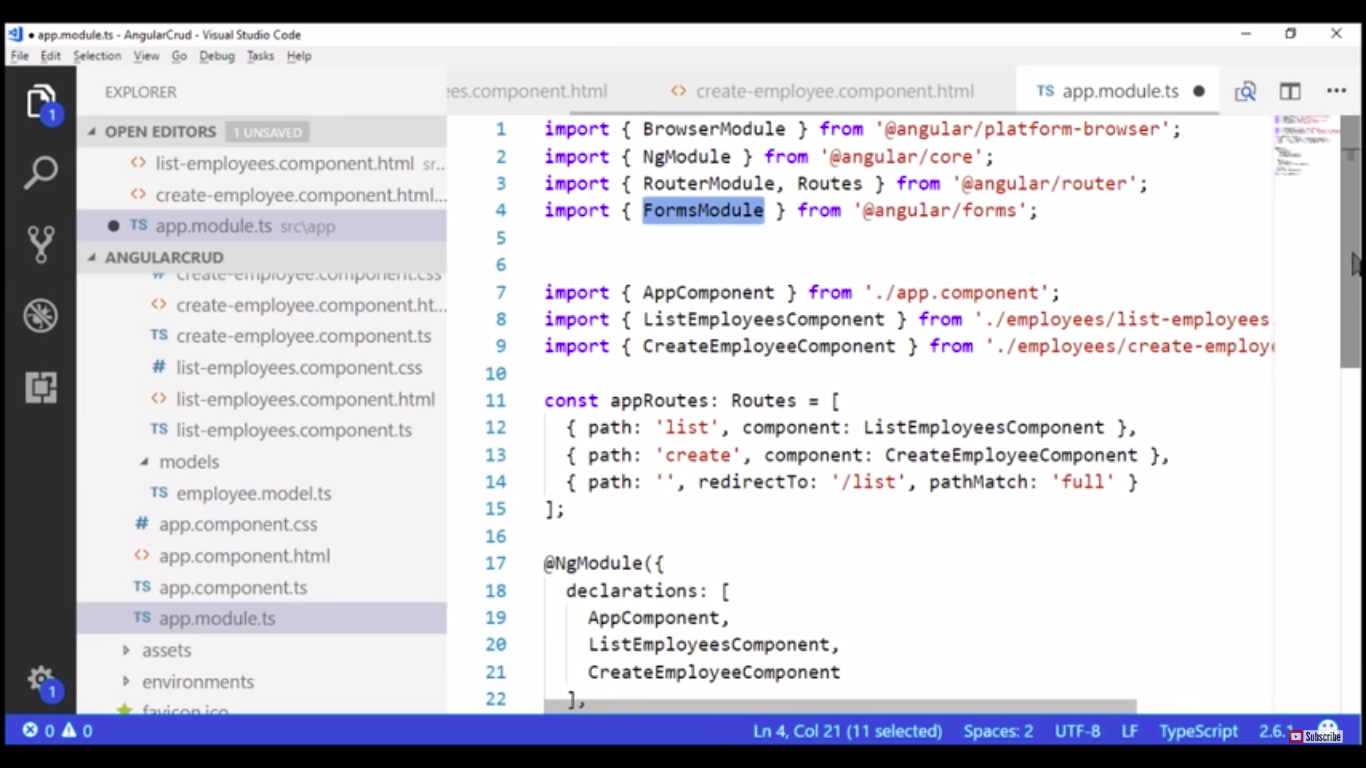 ● app.module.ts - AngularCrud - Visual Studio Code
File Edit Selection View Go Debug Tasks Help
EXPLORER
OPEN EDITORS 1 UNSAVED
list-employees.component.html sr...
create-employee.component.html...
● TS app.module.ts src\app
ANGULARCRUD
# create-employee.component.css
create-employee.component.ht...
TS create-employee.component.ts
# list-employees.component.css
list-employees.component.html
TS list-employees.component.ts
models
TS employee.model.ts
# app.component.css
app.component.html
TS app.component.ts
TS app.module.ts
assets
environments
favicon.ico
1
1
ees.component.html create-employee.component.html TS app.module.ts ●
1 import { BrowserModule } from '@angular/platform-browser';
2 import { NgModule } from '@angular/core';
3 import { RouterModule, Routes } from '@angular/router';
4 import { FormsModule } from '@angular/forms';
5
6
7 import { AppComponent } from './app.component';
8 import { ListEmployeesComponent } from './employees/list-employees.
9 import { CreateEmployeeComponent } from './employees/create-employe
10
11 const appRoutes: Routes = [
12 { path: 'list', component: ListEmployeesComponent },
13 { path: 'create', component: CreateEmployeeComponent },
14 { path: '', redirectTo: '/list', pathMatch: 'full' }
15 ];
16
17 @NgModule({
18 declarations: [
19 AppComponent,
20 ListEmployeesComponent,
21 CreateEmployeeComponent
22 ],
0 0 Ln 4, Col 21 (11 selected) Spaces: 2 UTF-8 LF TypeScript 2.6.
Subscribe